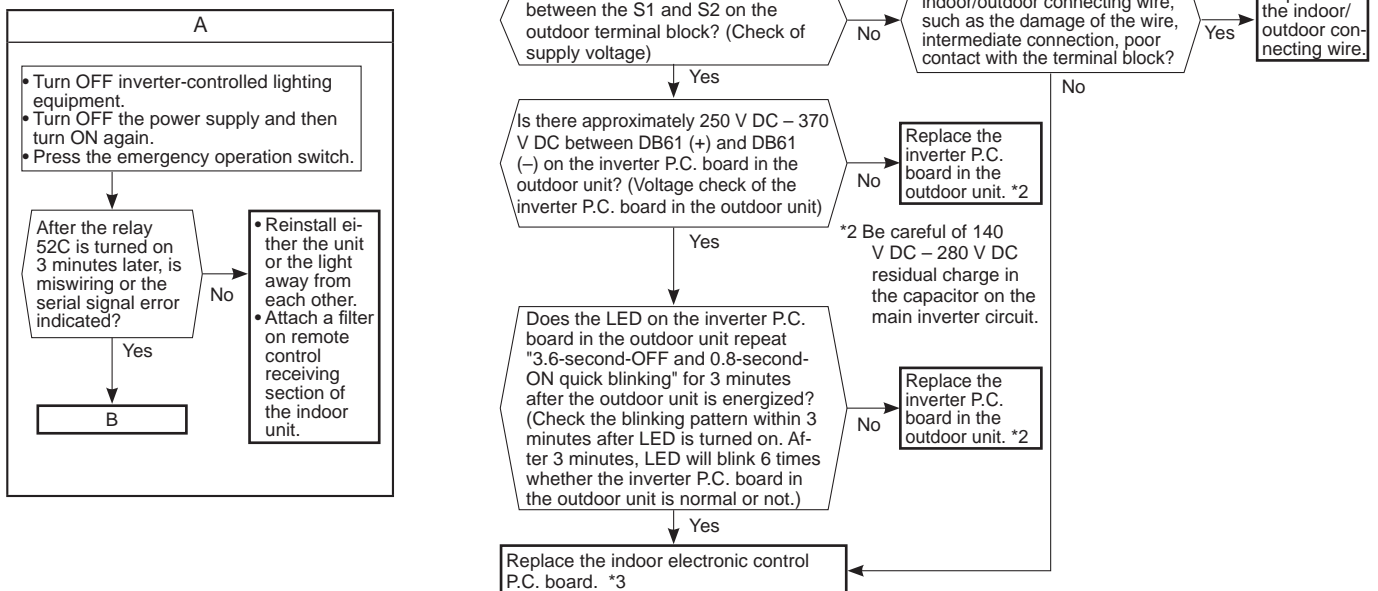 A
• Turn OFF inverter-controlled lighting
equipment.
• Turn OFF the power supply and then
turn ON again.
• Press the emergency operation switch.
After the relay
52C is turned on
3 minutes later, is
miswiring or the
serial signal error
indicated?
No
• Reinstall ei-
ther the unit
or the light
away from
each other.
• Attach a filter
on remote
control
receiving
section of
the indoor
unit.
Yes
B
between the S1 and S2 on the
outdoor terminal block? (Check of
supply voltage)
No
indoor/outdoor connecting wire,
such as the damage of the wire,
intermediate connection, poor
contact with the terminal block?
Yes
the indoor/
outdoor con-
necting wire.
Yes
No
Is there approximately 250 V DC – 370
V DC between DB61 (+) and DB61
(–) on the inverter P.C. board in the
outdoor unit? (Voltage check of the
inverter P.C. board in the outdoor unit)
No
Replace the
inverter P.C.
board in the
outdoor unit. *2
Yes
*2 Be careful of 140
V DC – 280 V DC
residual charge in
the capacitor on the
main inverter circuit.
Does the LED on the inverter P.C.
board in the outdoor unit repeat
"3.6-second-OFF and 0.8-second-
ON quick blinking" for 3 minutes
after the outdoor unit is energized?
(Check the blinking pattern within 3
minutes after LED is turned on. Af-
ter 3 minutes, LED will blink 6 times
whether the inverter P.C. board in
the outdoor unit is normal or not.)
No
Replace the
inverter P.C.
board in the
outdoor unit. *2
Yes
Replace the indoor electronic control
P.C. board. *3